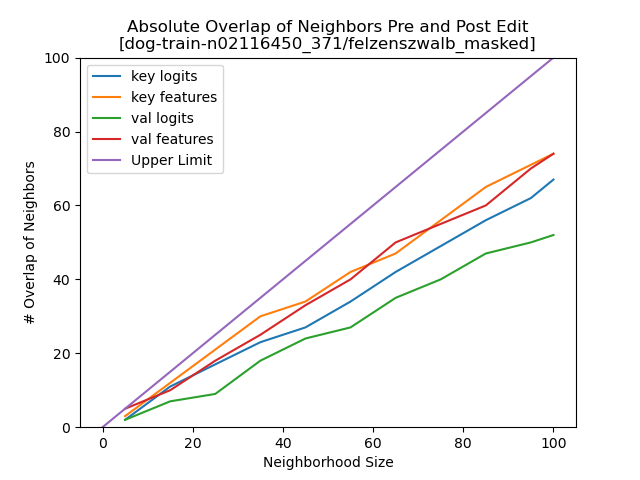 Absolute Overlap of Neighbors Pre and Post Edit
[dog-train-n02116450_371/felzenszwalb_masked]
key logits
key features
val logits
val features
Upper Limit
100
80
60
40
20
0
# Overlap of Neighbors
0 20 40 60 80 100
Neighborhood Size